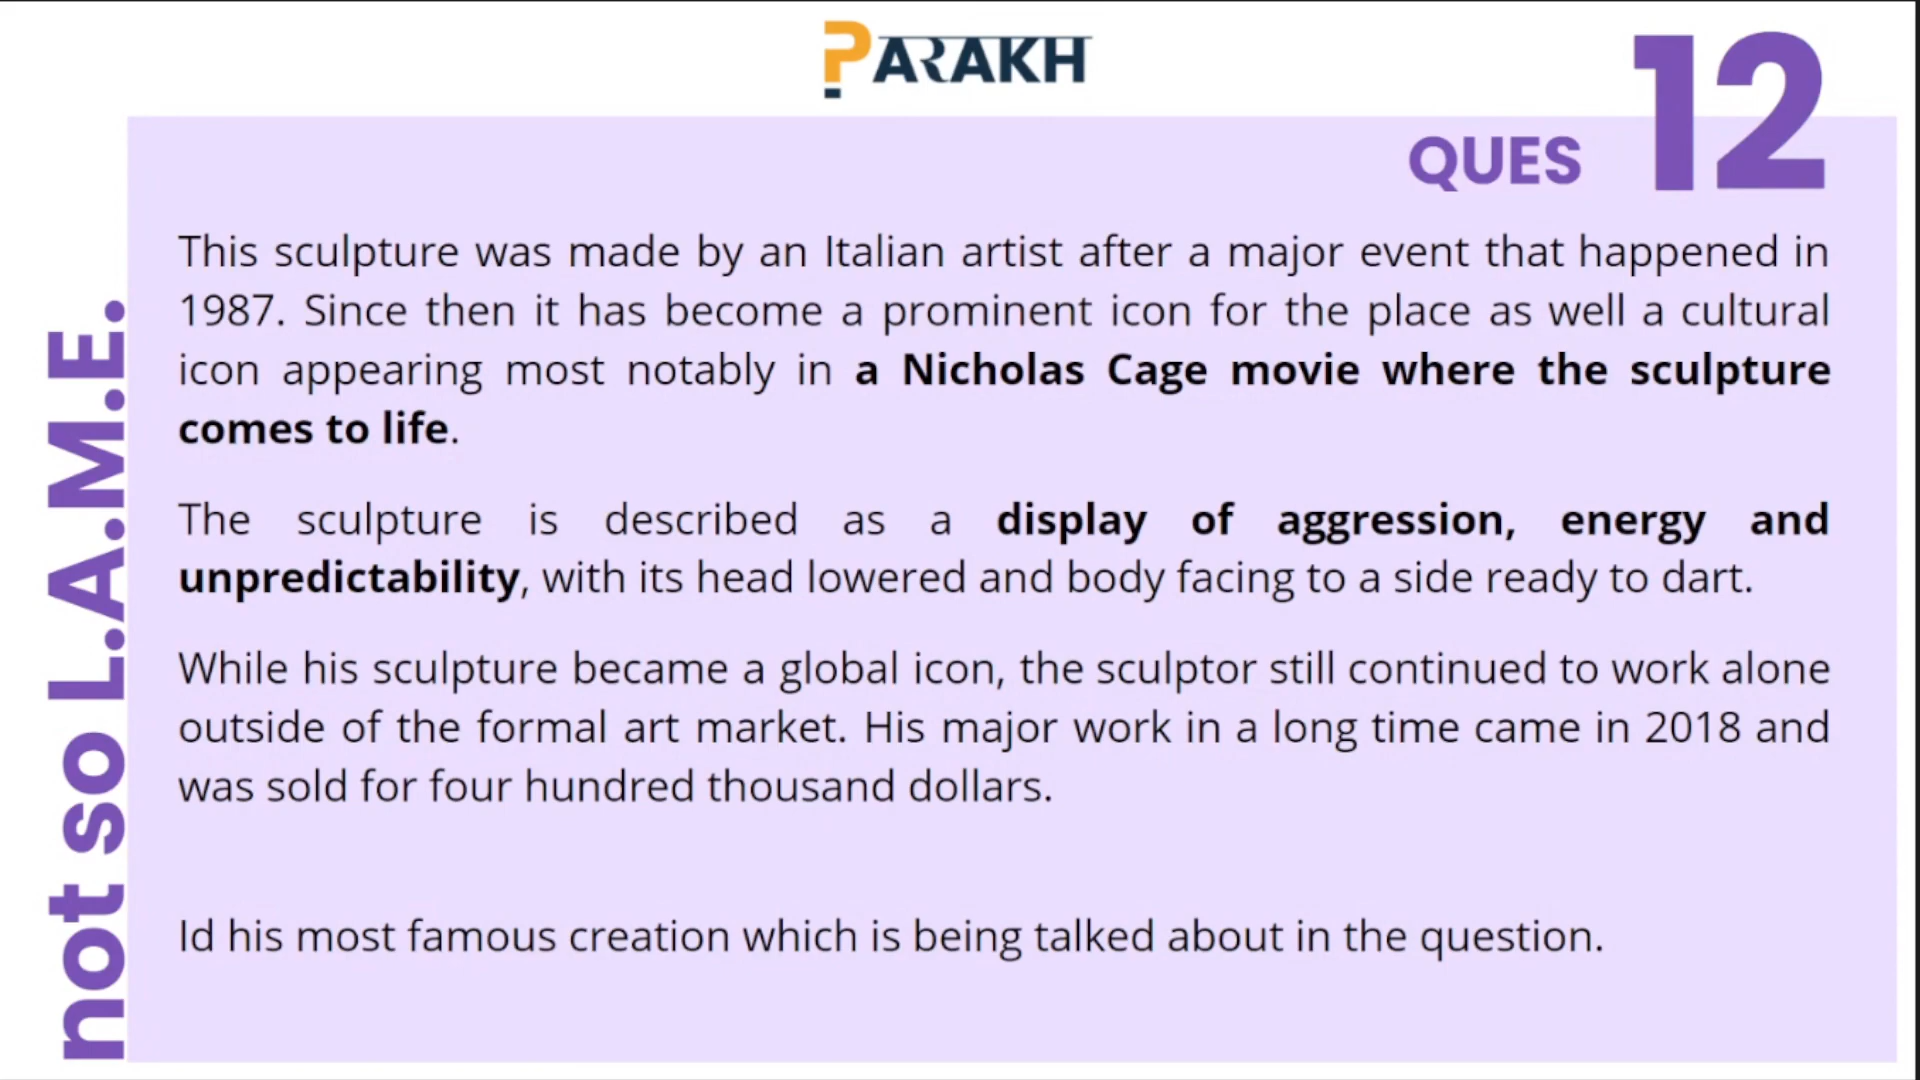 PARAKH
QUES 12
This sculpture was made by an Italian artist after a major event that happened in
1987. Since then it has become a prominent icon for the place as well a cultural
icon appearing most notably in a Nicholas Cage movie where the sculpture
comes to life.
The sculpture is described as a display of aggression, energy and
unpredictability, with its head lowered and body facing to a side ready to dart.
While his sculpture became a global icon, the sculptor still continued to work alone
outside of the formal art market. His major work in a long time came in 2018 and
was sold for four hundred thousand dollars.
Id his most famous creation which is being talked about in the question.
not so L.A.M.E.